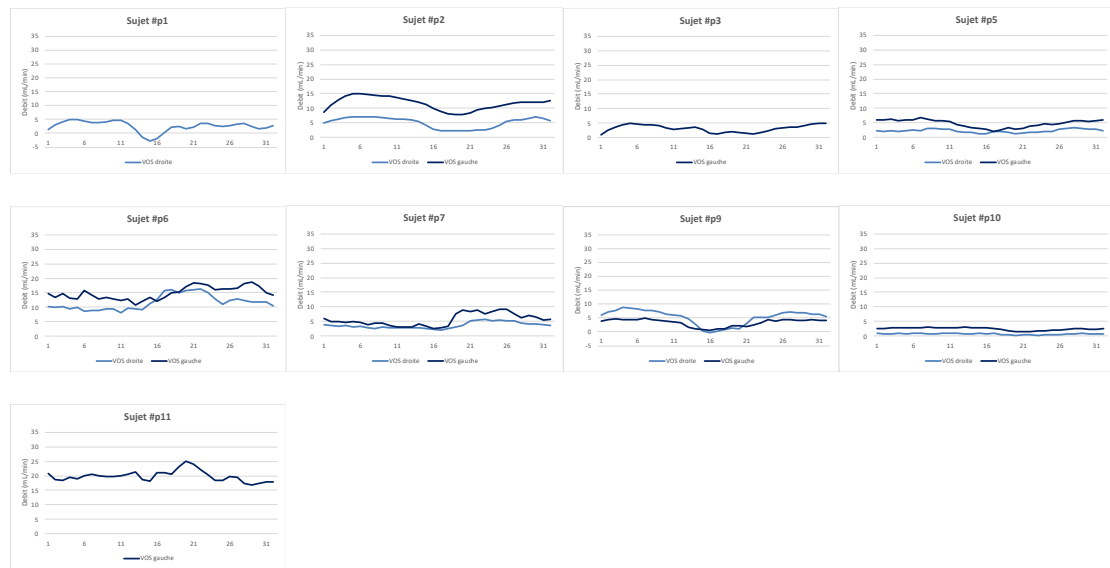 Sujet #p1
Debit (mL/min)
35
30
25
20
15
10
5
0
-5
1 6 11 16 21 26 31
VOS droite
Sujet #p2
Debit (mL/min)
35
30
25
20
15
10
5
0
1 6 11 16 21 26 31
VOS droite VOS gauche
Sujet #p3
Debit (mL/min)
35
30
25
20
15
10
5
0
1 6 11 16 21 26 31
VOS gauche
Sujet #p5
Debit (mL/min)
35
30
25
20
15
10
5
0
1 6 11 16 21 26 31
VOS droite VOS gauche
Sujet #p6
Debit (mL/min)
35
30
25
20
15
10
5
0
1 6 11 16 21 26 31
VOS droite VOS gauche
Sujet #p7
Debit (mL/min)
35
30
25
20
15
10
5
0
1 6 11 16 21 26 31
VOS droite VOS gauche
Sujet #p9
Debit (mL/min)
35
30
25
20
15
10
5
0
-5
1 6 11 16 21 26 31
VOS droite VOS gauche
Sujet #p10
Debit (mL/min)
35
30
25
20
15
10
5
0
1 6 11 16 21 26 31
VOS droite VOS gauche
Sujet #p11
Debit (mL/min)
35
30
25
20
15
10
5
0
1 6 11 16 21 26 31
VOS gauche